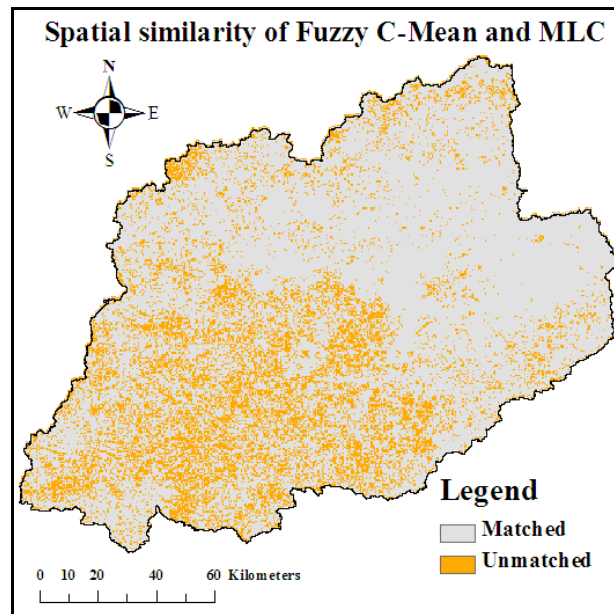 Spatial similarity of Fuzzy C-Mean and MLC
N
W E
S
Legend
Matched
Unmatched
0 10 20 40 60 Kilometers